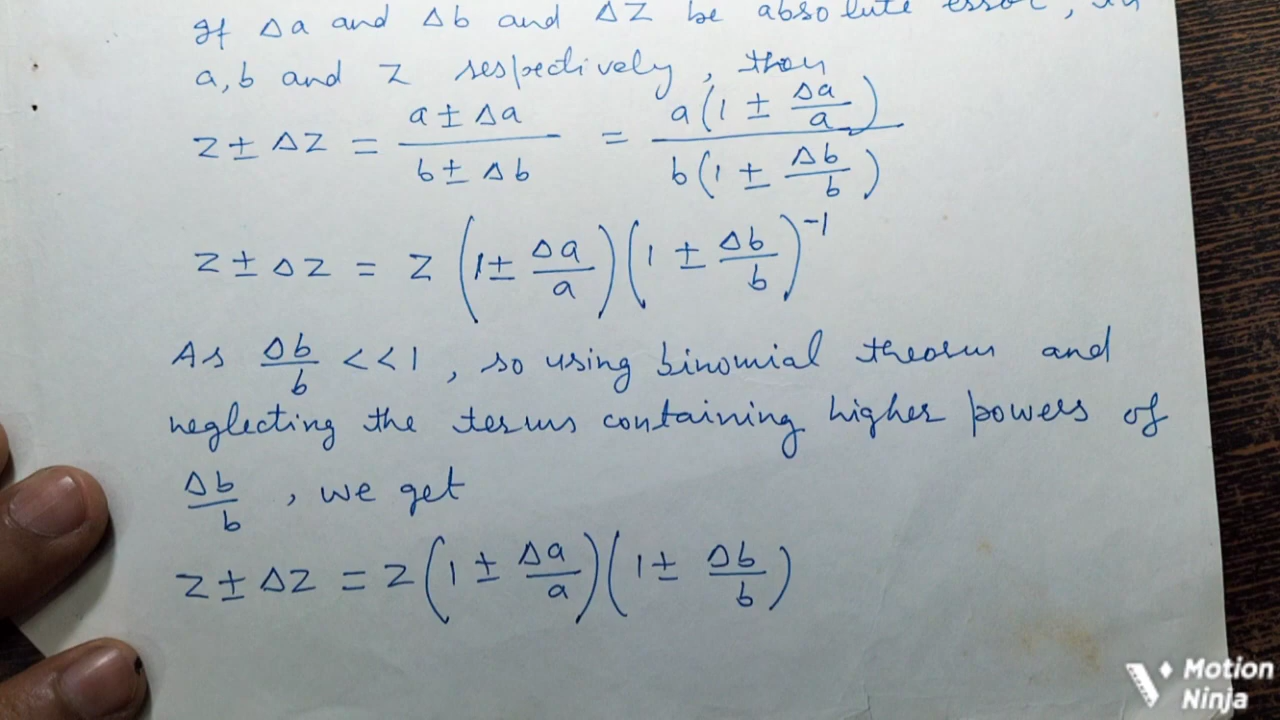 If Δa and Δb and ΔZ be absolute error, in
a, b and Z respectively, then
Z ± ΔZ = (a ± Δa)/(b ± Δb) = a(1 ± Δa/a)/b(1 ± Δb/b)
Z ± ΔZ = Z (1 ± Δa/a)(1 ± Δb/b)⁻¹
As Δb/b <<1, so using binomial theorem and
neglecting the terms containing higher powers of
Δb/b, we get
Z ± ΔZ = Z(1 ± Δa/a)(1 ± Δb/b)
Motion
Ninja